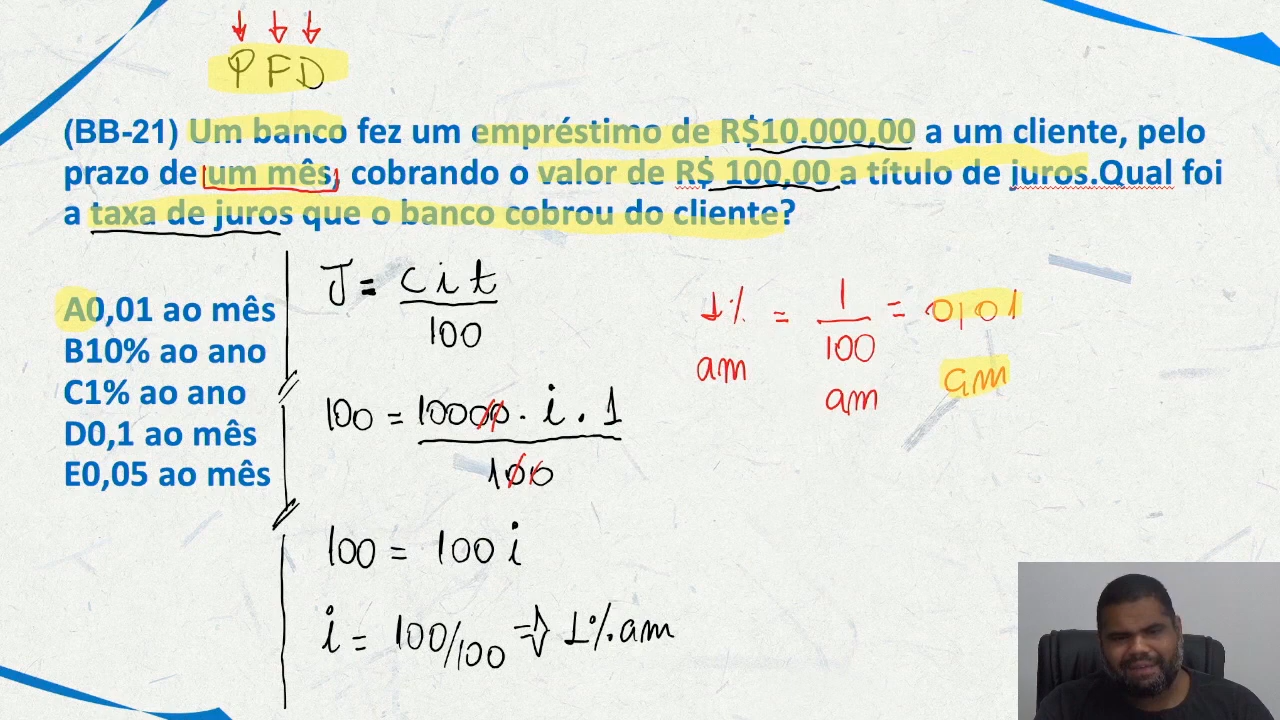 PFD
(BB-21) Um banco fez um empréstimo de R$10.000,00 a um cliente, pelo
prazo de um mês, cobrando o valor de R$ 100,00 a título de juros.Qual foi
a taxa de juros que o banco cobrou do cliente?
A0,01 ao mês
B10% ao ano
C1% ao ano
D0,1 ao mês
E0,05 ao mês
J = c i t
100
100 = 10000 . i . 1
100
100 = 100 i
i = 100/100 ⇒ 1% am
1% = 1 = 0,01
100
am am am